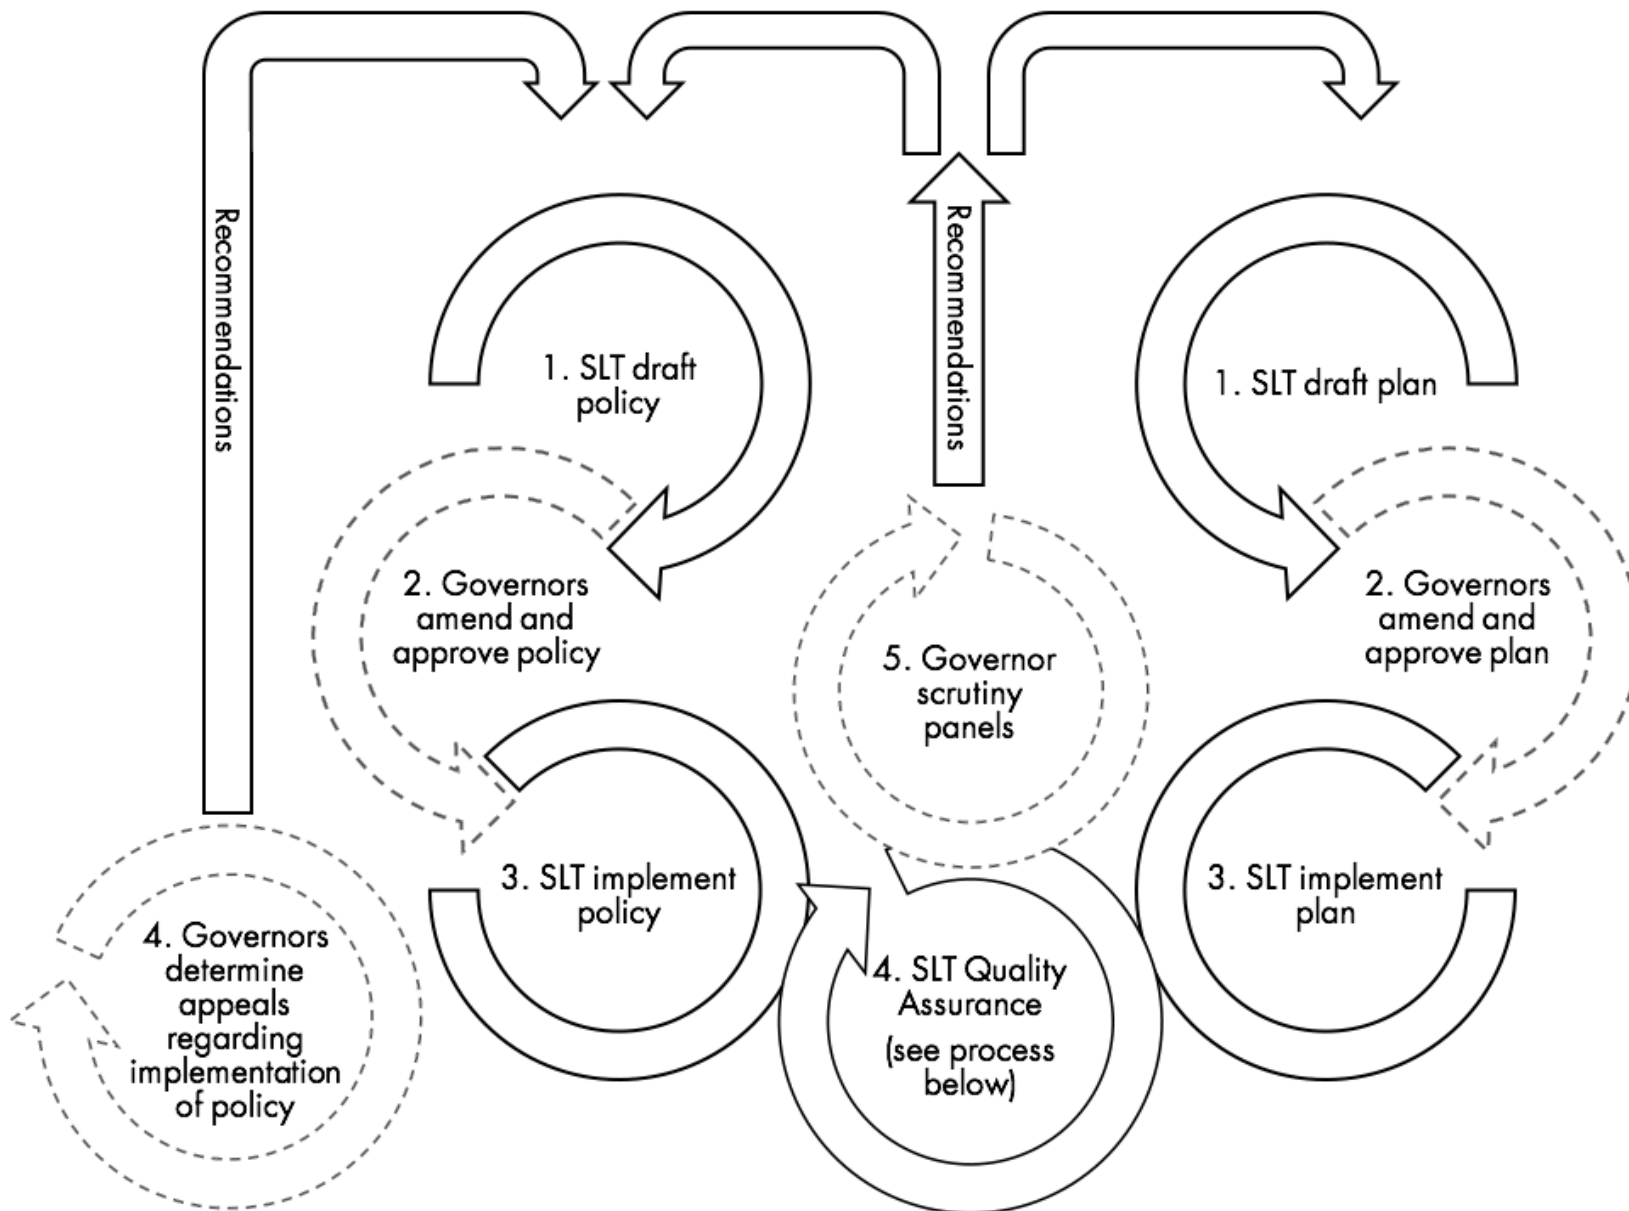 Recommendations
Recommendations
1. SLT draft
policy
1. SLT draft plan
2. Governors
amend and
approve policy
2. Governors
amend and
approve plan
5. Governor
scrutiny
panels
3. SLT implement
policy
3. SLT implement
plan
4. Governors
determine
appeals
regarding
implementation
of policy
4. SLT Quality
Assurance
(see process
below)